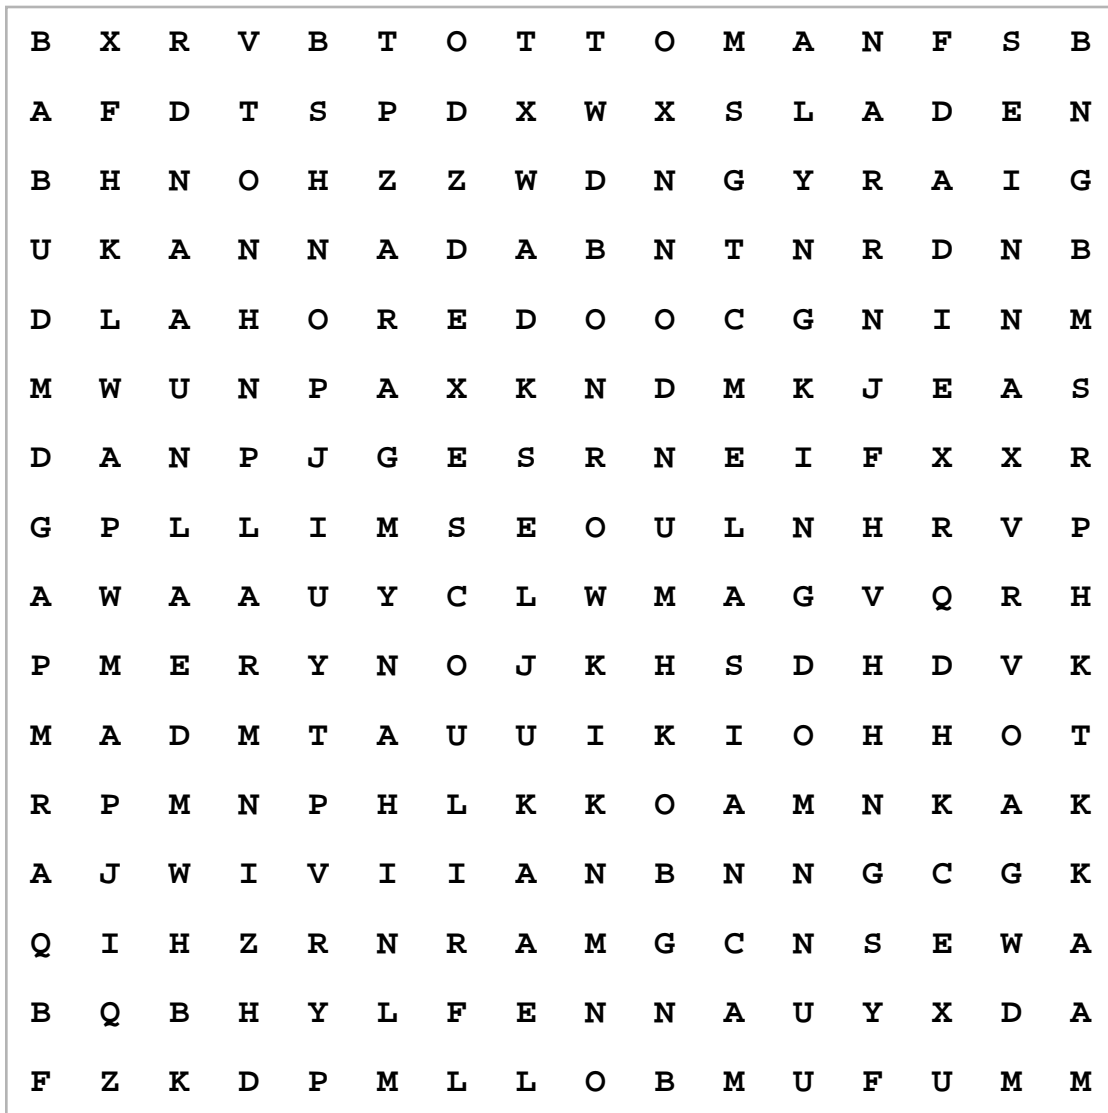 B X R V B T O T T O M A N F S B
A F D T S P D X W X S L A D E N
B H N O H Z Z W D N G Y R A I G
U K A N N A D A B N T N R D N B
D L A H O R E D O O C G N I N M
M W U N P A X K N D M K J E A S
D A N P J G E S R N E I F X X R
G P L L I M S E O U L N H R V P
A W A A U Y C L W M A G V Q R H
P M E R Y N O J K H S D H D V K
M A D M T A U U I K I O H H O T
R P M N P H L K K O A M N K A K
A J W I V I I A N B N N G C G K
Q I H Z R N R A M G C N S E W A
B Q B H Y L F E N N A U Y X D A
F Z K D P M L L O B M U F U M M